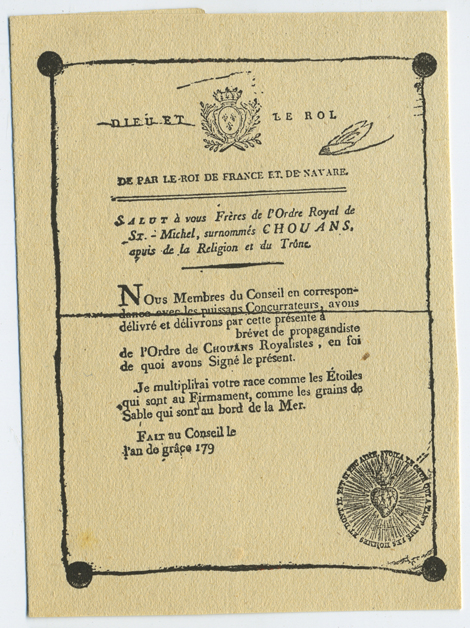 DIEU ET LE ROI
DE PAR LE-ROI DE FRANCE ET. DE NAVARE.
SALUT à vous Frères de l'Ordre Royal de
ST. - Michel, surnommés CHOUANS,
apuis de la Religion et du Trône.
NOUS Membres du Conseil en correspon-
dance avec les puissans Concurrateurs, avons
délivré et délivrons par cette présente à
brévet de propagandiste
de l'Ordre de CHOUANS Royalistes, en foi
de quoi avons Signé le présent.
Je multiplirai votre race comme les Étoiles
qui sont au Firmament, comme les grains de
Sable qui sont au bord de la Mer.
FAIT au Conseil le
l'an de grâce 179